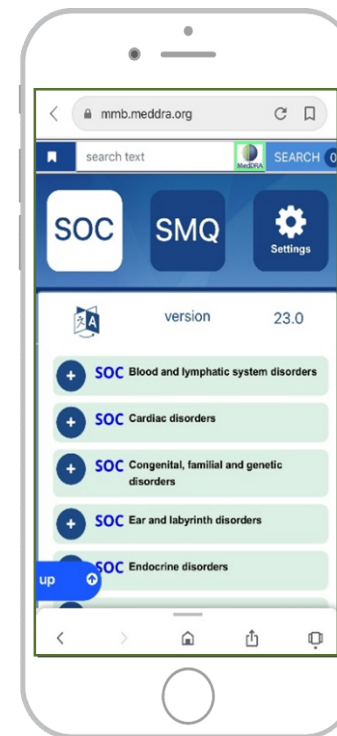 mmb.meddra.org
search text MedDRA SEARCH 0
SOC SMQ Settings
version 23.0
SOC Blood and lymphatic system disorders
SOC Cardiac disorders
SOC Congenital, familial and genetic
disorders
SOC Ear and labyrinth disorders
SOC Endocrine disorders
up